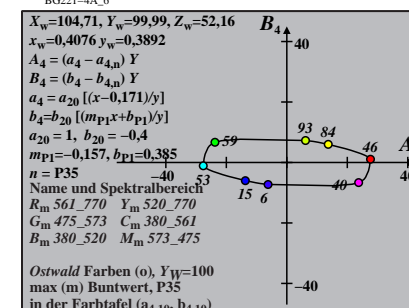 BG221-4A_6
X_w=104,71, Y_w=99,99, Z_w=52,16
x_w=0,4076 y_w=0,3892
A_4 = (a_4 – a_4,n) Y
B_4 = (b_4 – b_4,n) Y
a_4 = a_20 [(x–0,171)/y]
b_4=b_20 [(m_P1x+b_P1)/y]
a_20 = 1, b_20 = –0,4
m_P1=–0,157, b_P1=0,385
n = P35
Name und Spektralbereich
R_m 561_770 Y_m 520_770
G_m 475_573 C_m 380_561
B_m 380_520 M_m 573_475
Ostwald Farben (o), Y_W=100
max (m) Buntwert, P35
in der Farbtafel (a_4,10, b_4,10)
B_4
40
A
–40
40
–40
59
93
84
46
53
15
6
40